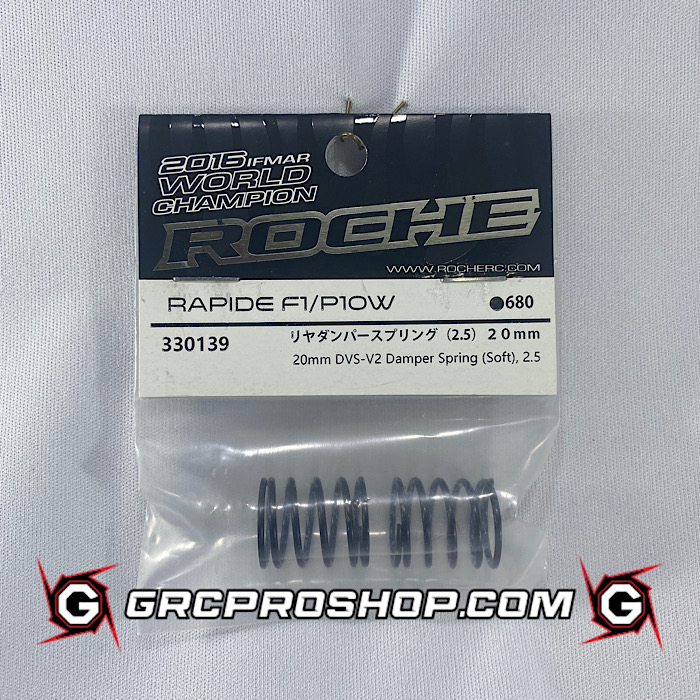 2015 IFMAR
WORLD
CHAMPION
ROCHE
WWW.ROCHERC.COM
RAPIDE F1/P10W ●680
330139 リヤダンパースプリング（2.5）２０mm
20mm DVS-V2 Damper Spring (Soft), 2.5
G GRCPROSHOP.COM G